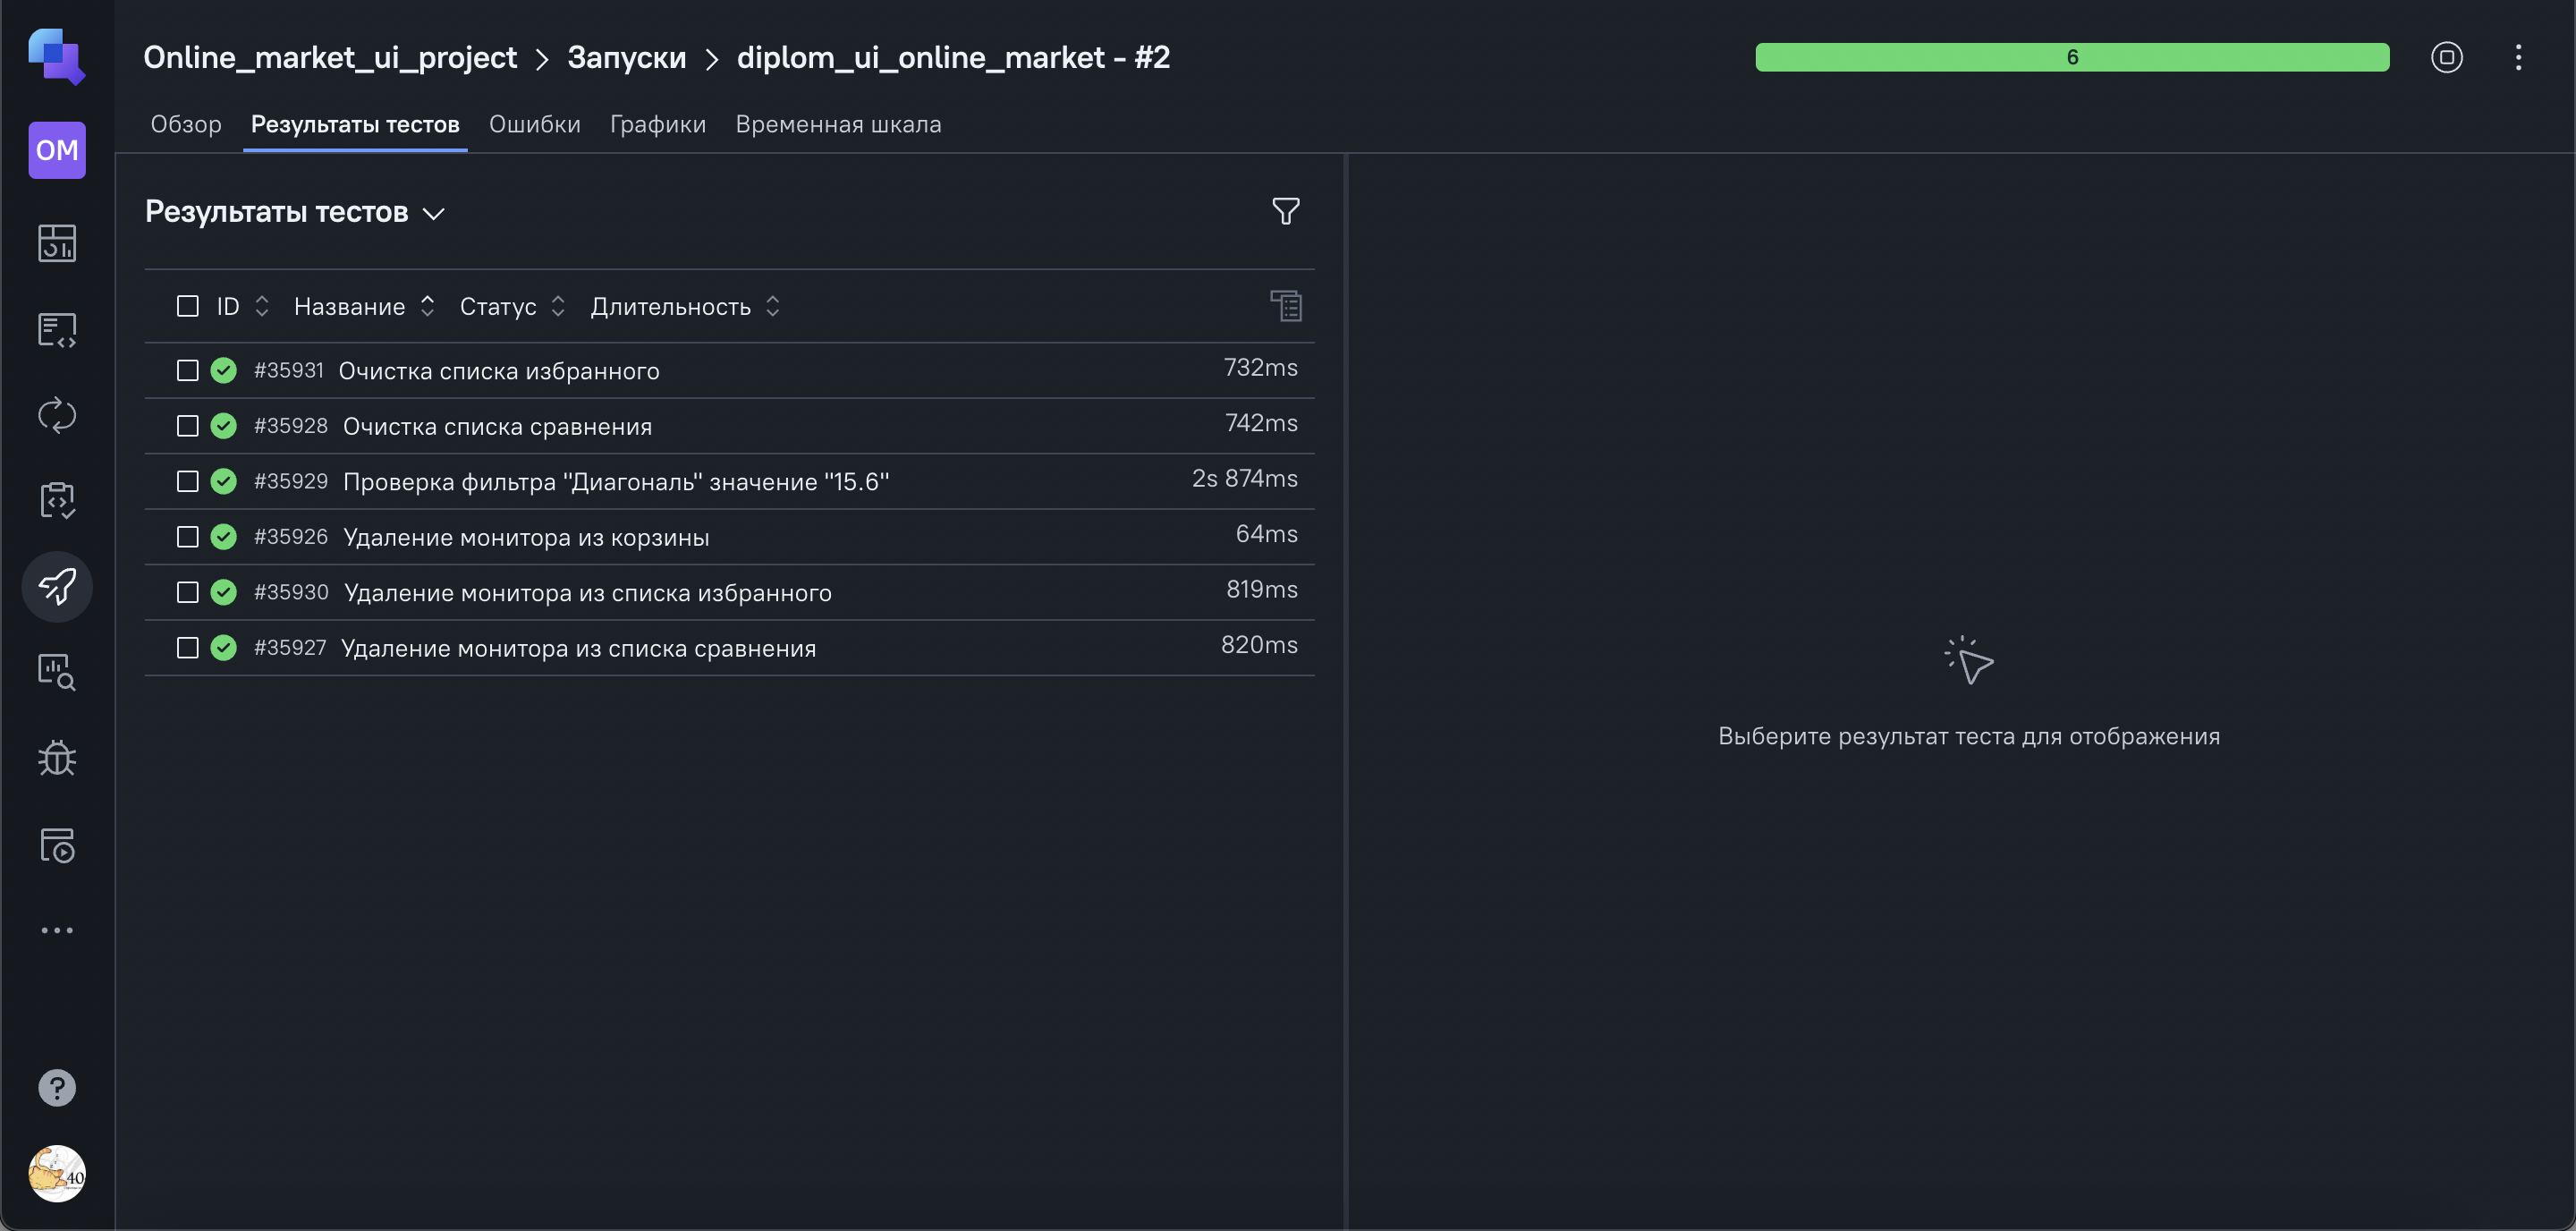 Online_market_ui_project > Запуски > diplom_ui_online_market - #2
6
OM
Обзор Результаты тестов Ошибки Графики Временная шкала
Результаты тестов
ID Название Статус Длительность
#35931 Очистка списка избранного 732ms
#35928 Очистка списка сравнения 742ms
#35929 Проверка фильтра "Диагональ" значение "15.6" 2s 874ms
#35926 Удаление монитора из корзины 64ms
#35930 Удаление монитора из списка избранного 819ms
#35927 Удаление монитора из списка сравнения 820ms
Выберите результат теста для отображения
?
40